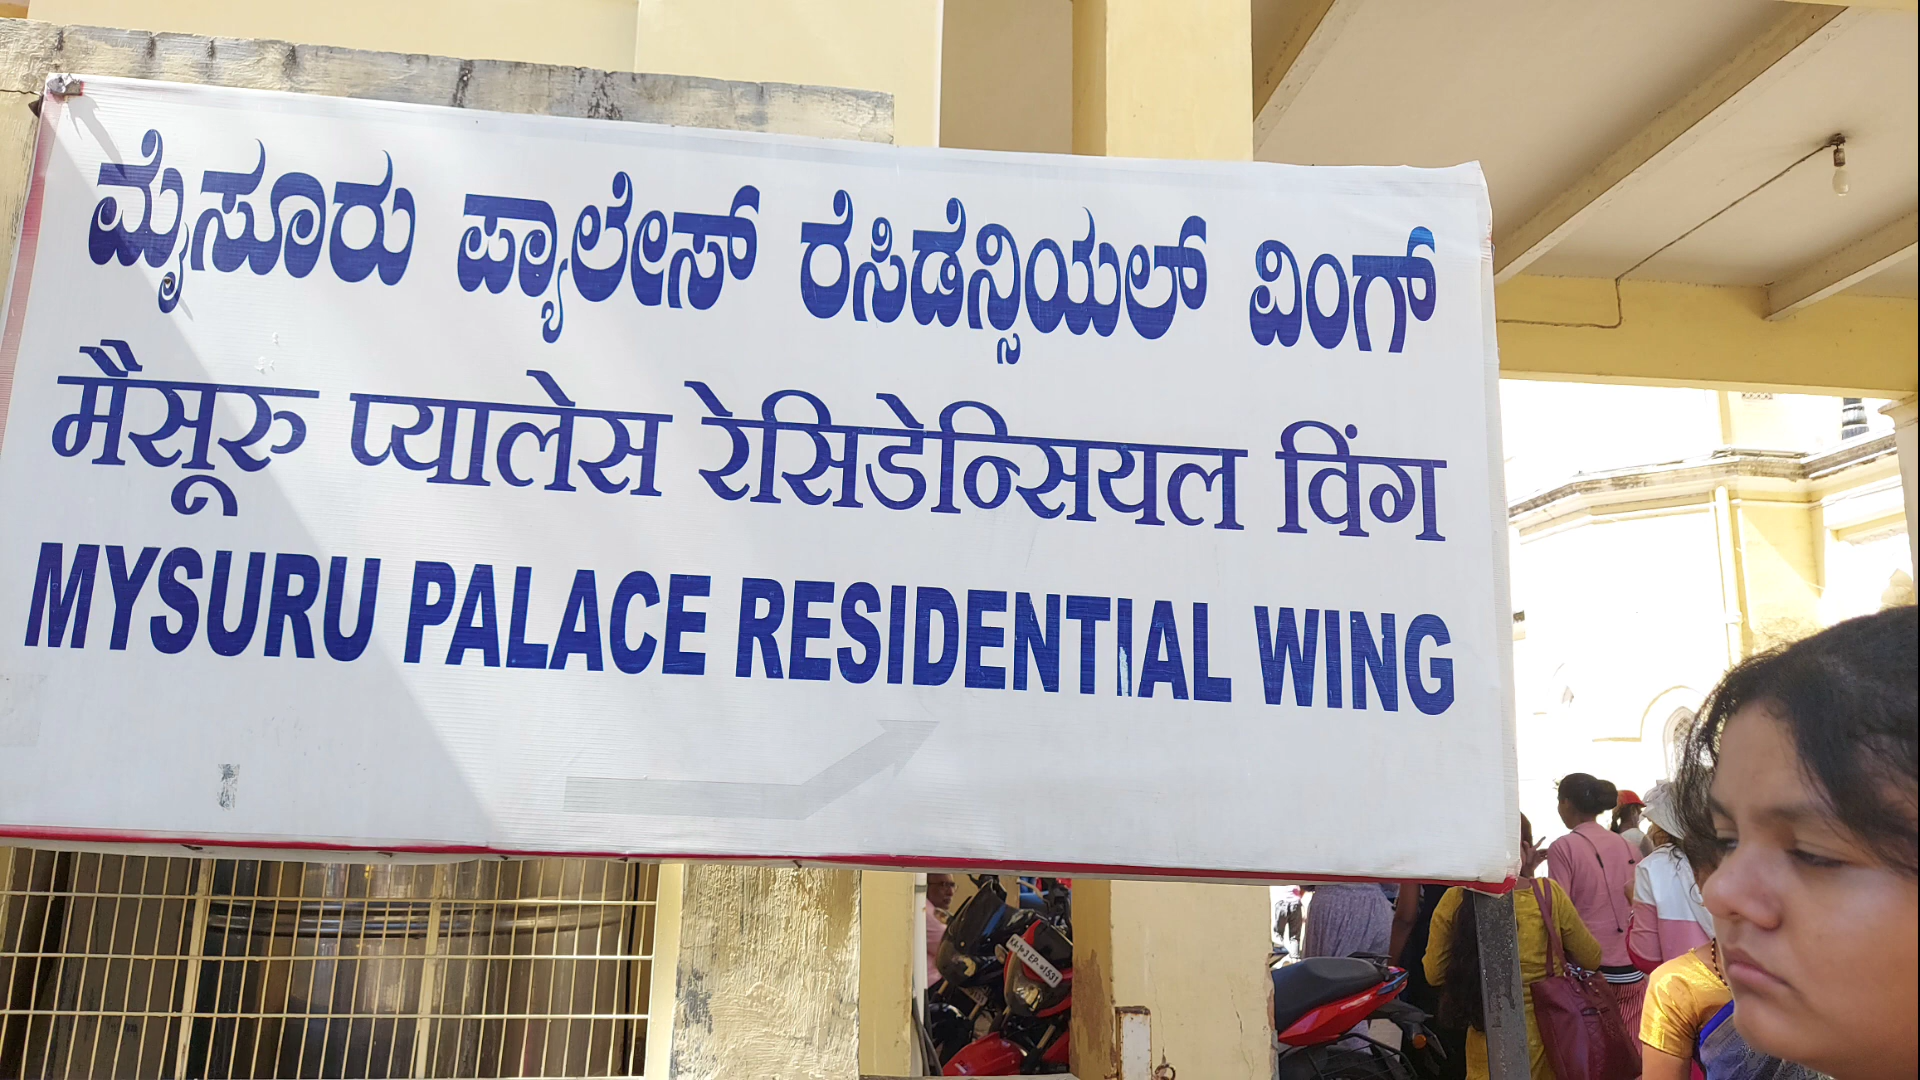 ಮೈಸೂರು ಪ್ಯಾಲೇಸ್ ರೆಸಿಡೆನ್ಸಿಯಲ್ ವಿಂಗ್
मैसूरु प्यालेस रेसिडेन्सियल विंग
MYSURU PALACE RESIDENTIAL WING